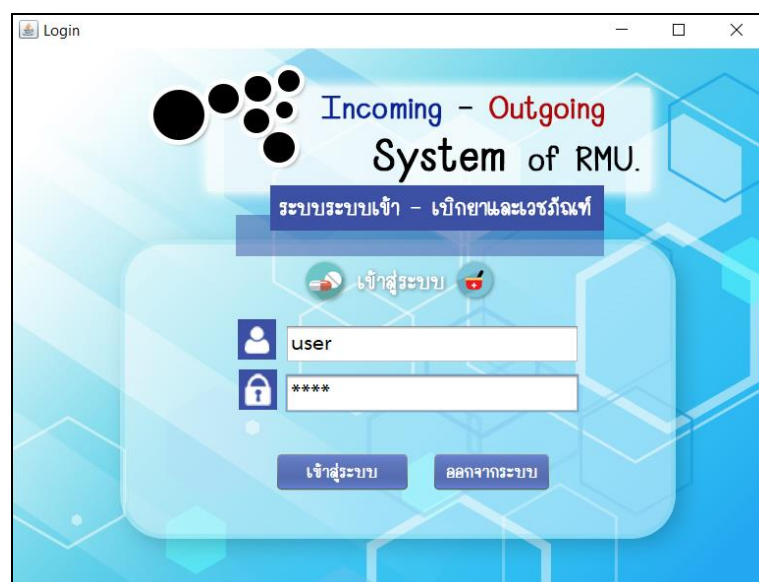 Login
Incoming - Outgoing
System of RMU.
ระบบระบบเข้า - เบิกยาและเวชภัณฑ์
เข้าสู่ระบบ
user
****
เข้าสู่ระบบ ออกจากระบบ